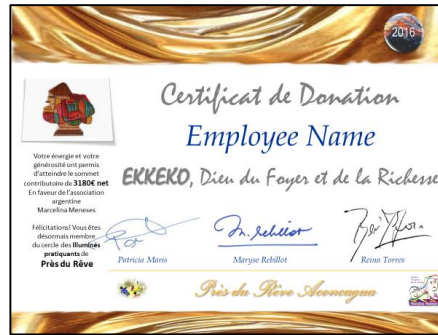 2016
Certificat de Donation
Employee Name
EKKEKO, Dieu du Foyer et de la Richesse
Votre énergie et votre
générosité ont permis
d'atteindre le sommet
contributoire de 3180€ net
En faveur de l'association
argentine
Marcelina Meneses
Félicitations! Vous êtes
désormais membre
du cercle des Illuminés
pratiquants de
Près du Rêve
M. Rebillot
Patricia Maris
Maryse Rebillot
Reina Torres
Près du Rêve Aconcagua